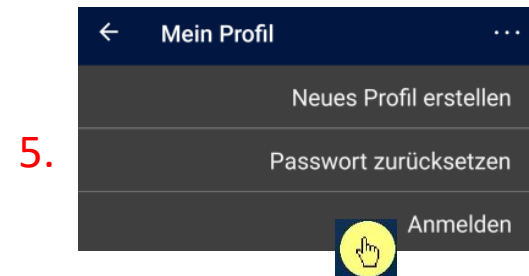 Mein Profil
Neues Profil erstellen
5.
Passwort zurücksetzen
Anmelden